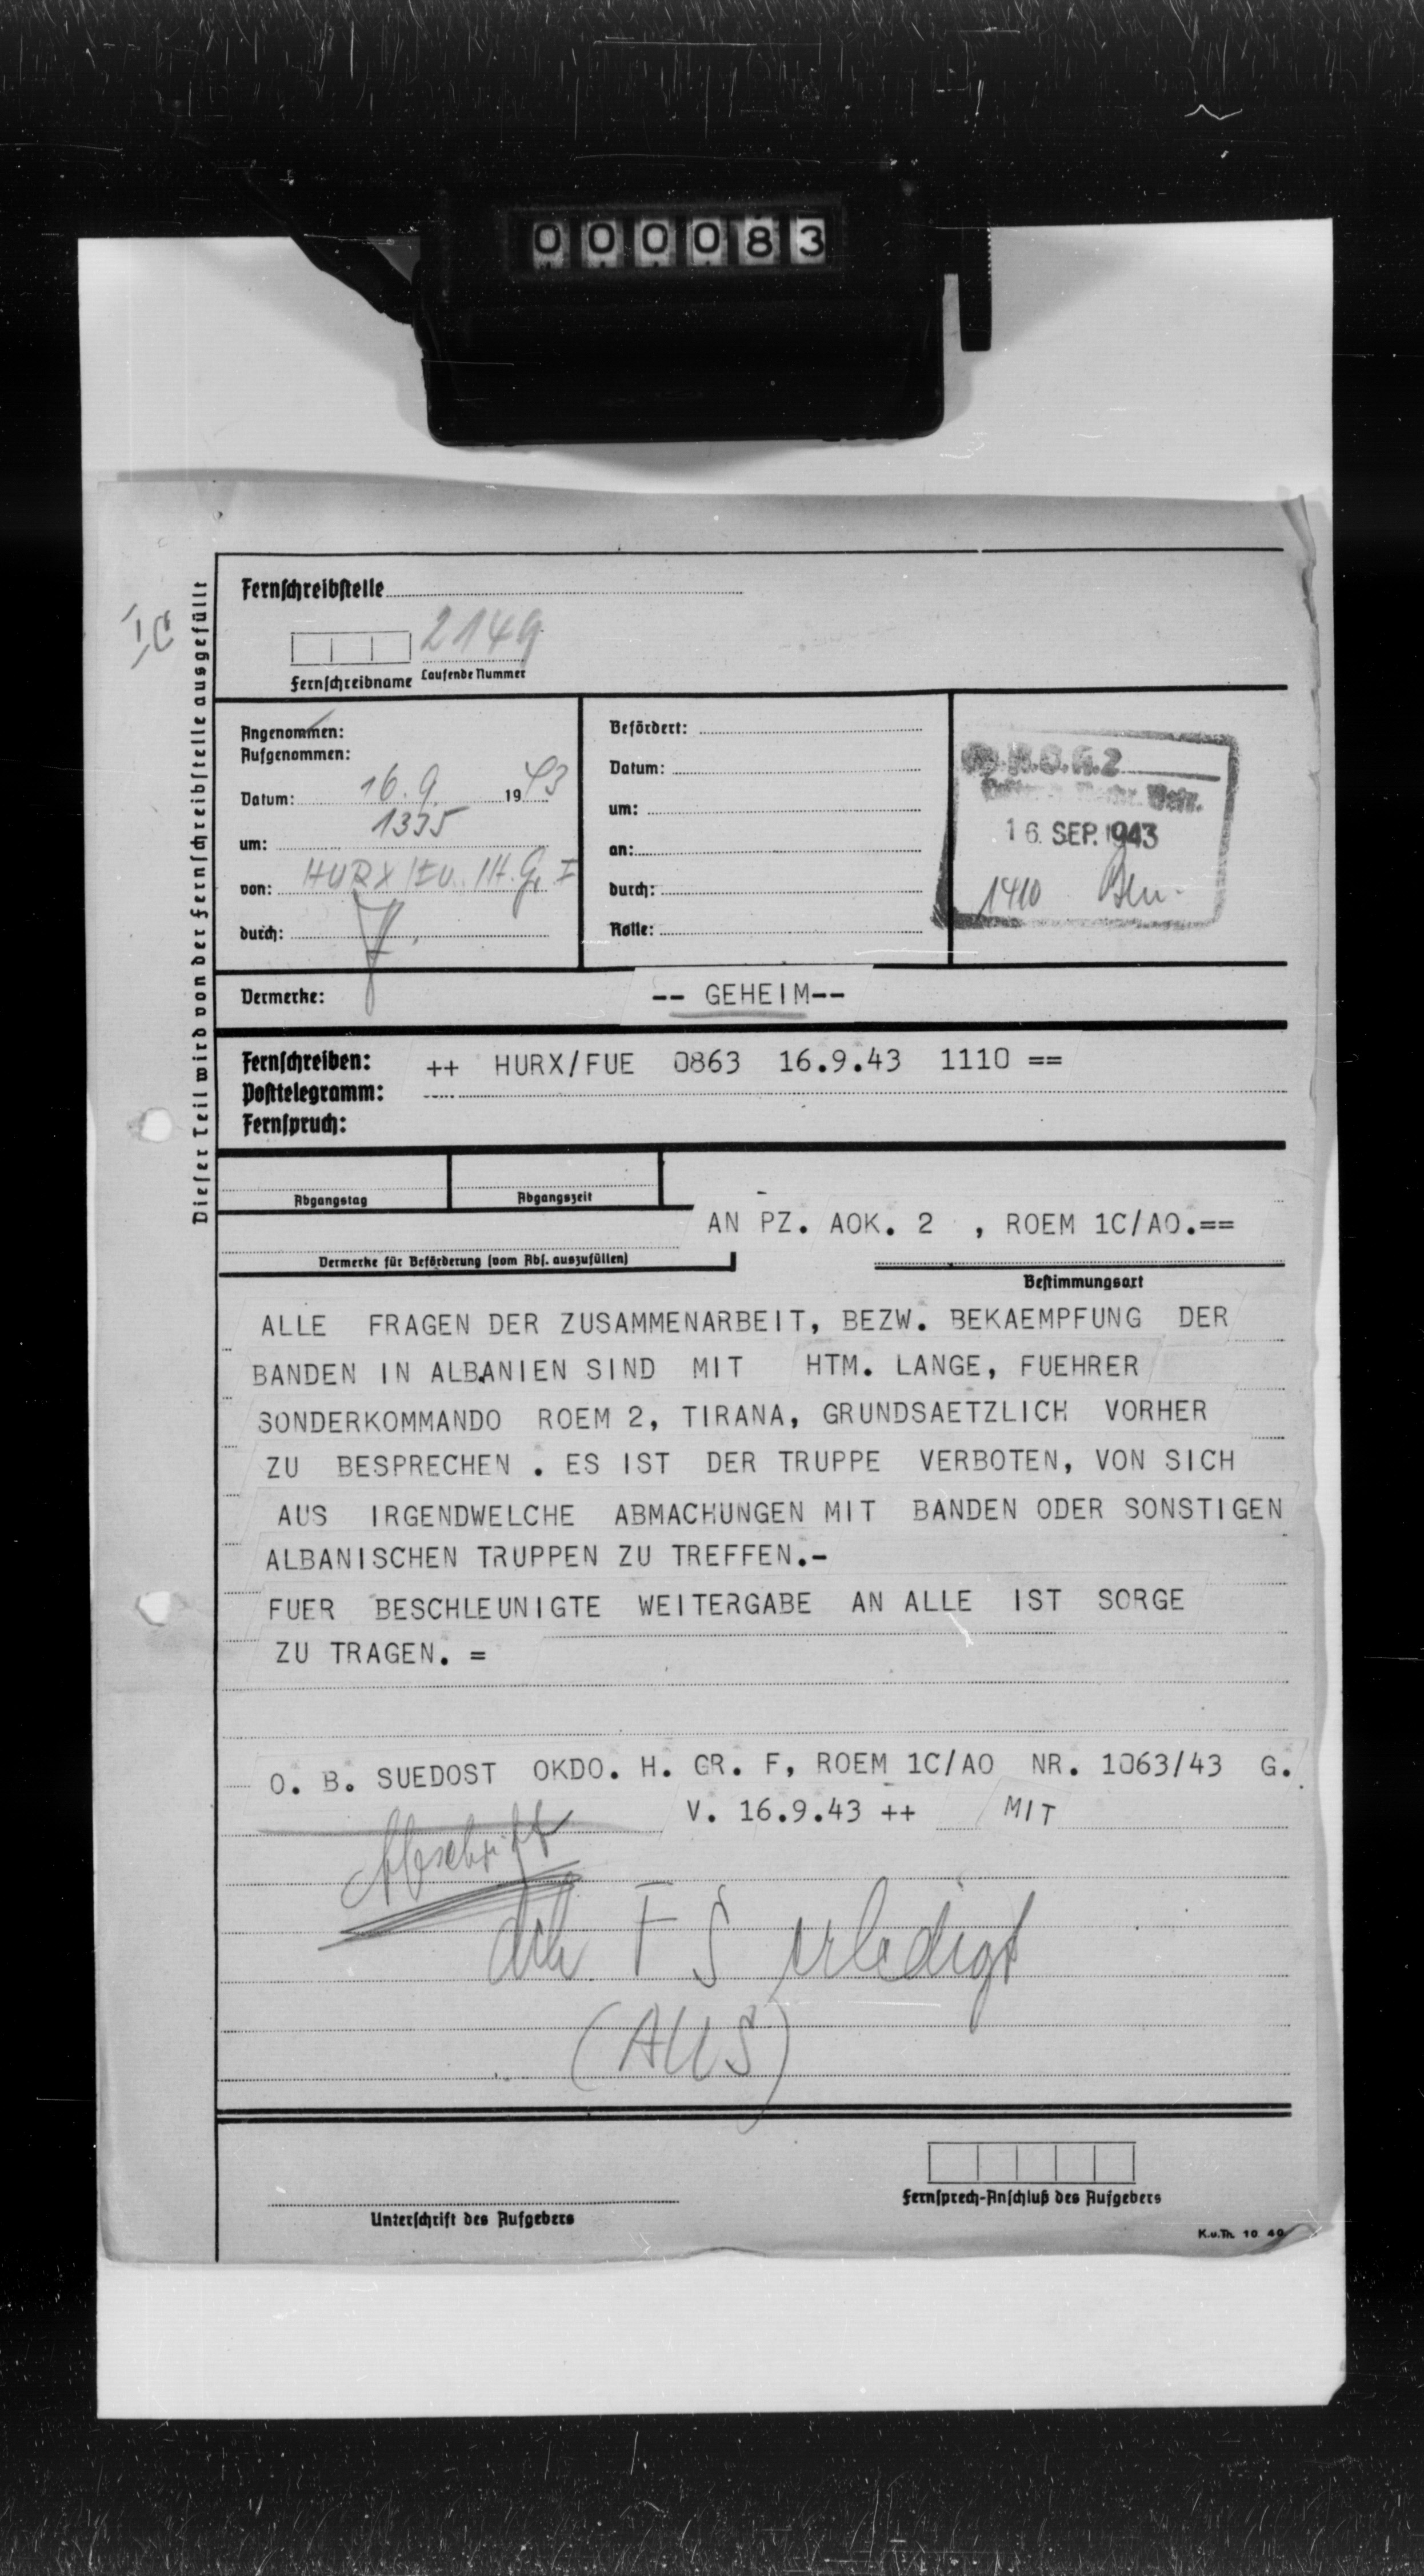 000083
Fernschreibstelle
2149
Fernschreibname Laufende Nummer
Ic
Dieser Teil wird von der Fernschreibstelle ausgefüllt
Angenommen:
Aufgenommen:
Datum: 16.9. 1943
um: 1335
von: HURX
durch:
Befördert:
Datum:
um:
an:
durch:
Rolle:
16. SEP. 1943
1410
Vermerke: -- GEHEIM--
Fernschreiben: ++ HURX/FUE 0863 16.9.43 1110 ==
Posttelegramm:
Fernspruch:
Abgangstag Abgangszeit
AN PZ. AOK. 2 , ROEM 1C/AO.==
Vermerke für Beförderung (vom Abs. auszufüllen)
Bestimmungsort
ALLE FRAGEN DER ZUSAMMENARBEIT, BEZW. BEKAEMPFUNG DER
BANDEN IN ALBANIEN SIND MIT HTM. LANGE, FUEHRER
SONDERKOMMANDO ROEM 2, TIRANA, GRUNDSAETZLICH VORHER
ZU BESPRECHEN . ES IST DER TRUPPE VERBOTEN, VON SICH
AUS IRGENDWELCHE ABMACHUNGEN MIT BANDEN ODER SONSTIGEN
ALBANISCHEN TRUPPEN ZU TREFFEN.-
FUER BESCHLEUNIGTE WEITERGABE AN ALLE IST SORGE
ZU TRAGEN. =
O. B. SUEDOST OKDO. H. GR. F, ROEM 1C/AO NR. 1063/43 G.
V. 16.9.43 ++ MIT
Abschrift
dch FS erledigt
(AUS)
Unterschrift des Aufgebers
Fernsprech-Anschluß des Aufgebers
K.u.Th. 10 40